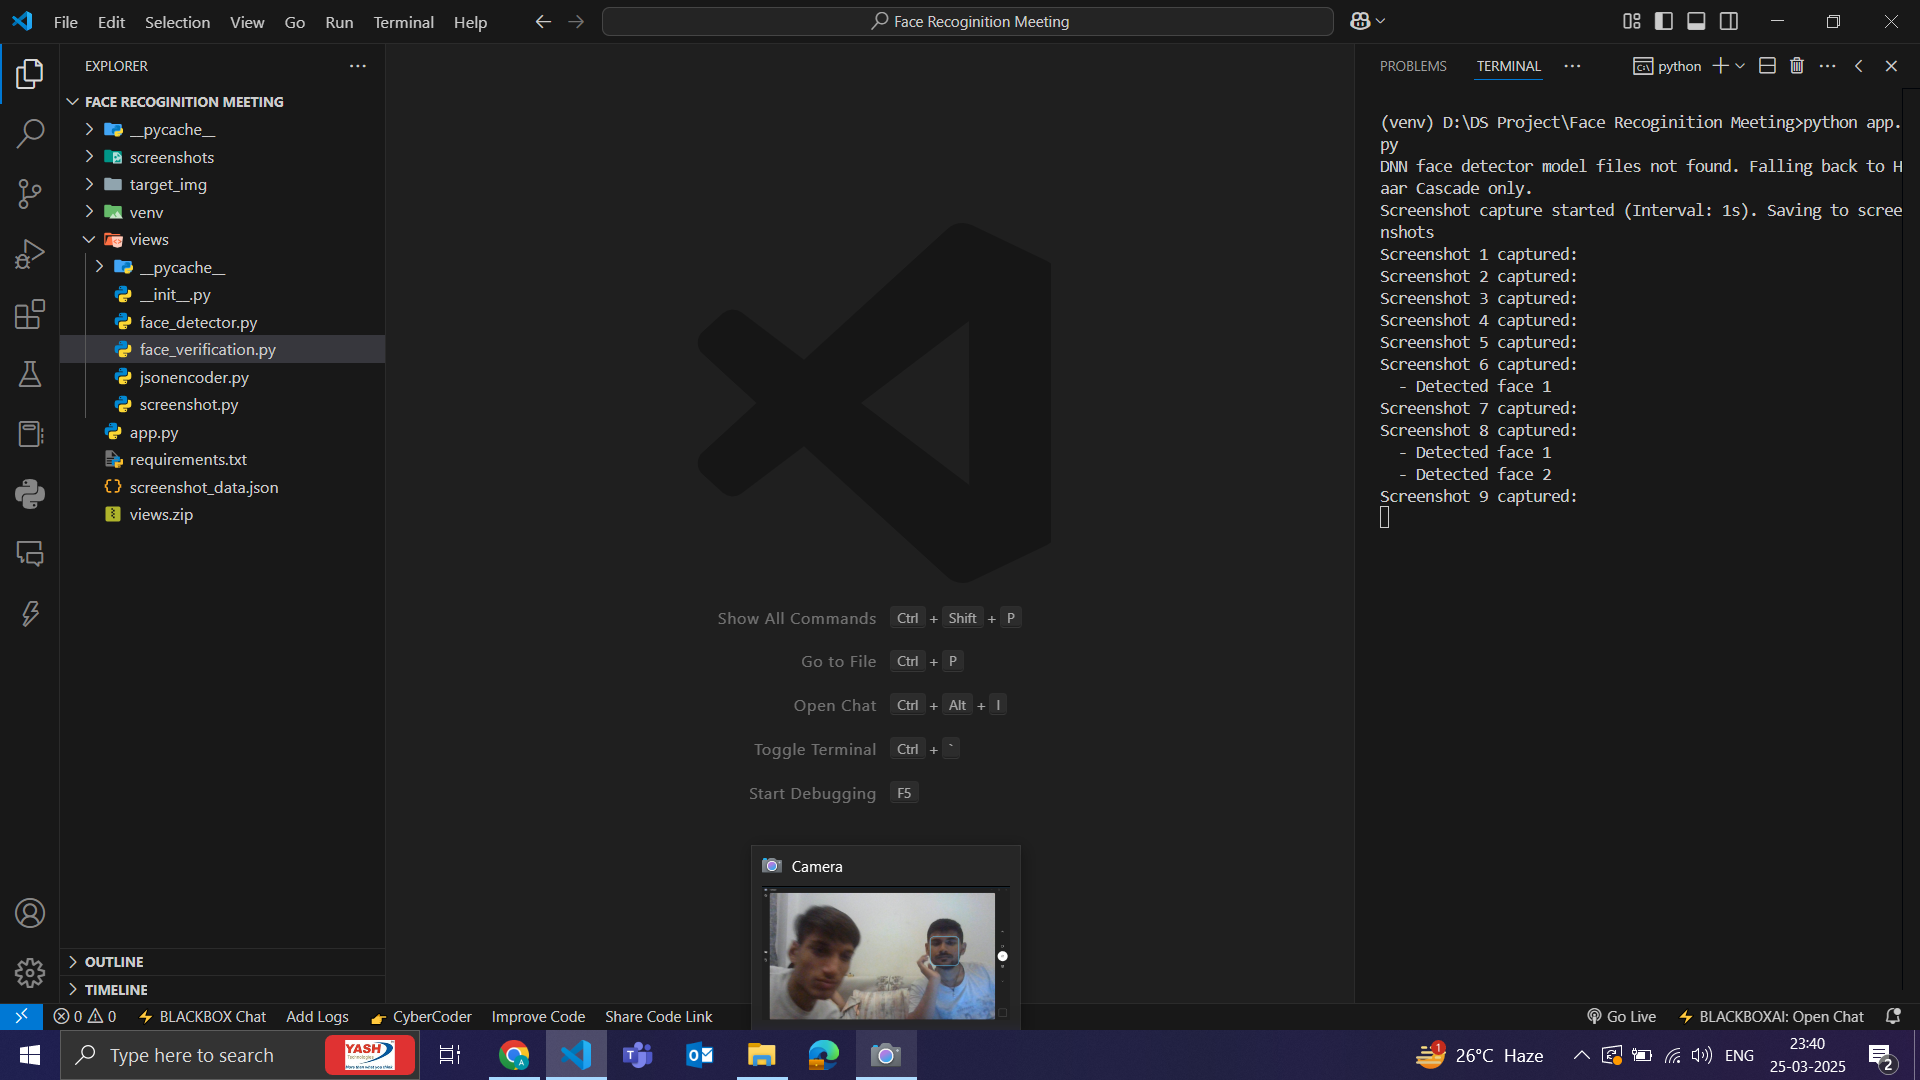 File Edit Selection View Go Run Terminal Help
Face Recoginition Meeting
EXPLORER
FACE RECOGINITION MEETING
__pycache__
screenshots
target_img
venv
views
__pycache__
__init__.py
face_detector.py
face_verification.py
jsonencoder.py
screenshot.py
app.py
requirements.txt
screenshot_data.json
views.zip
OUTLINE
TIMELINE
Show All Commands Ctrl + Shift + P
Go to File Ctrl + P
Open Chat Ctrl + Alt + I
Toggle Terminal Ctrl + `
Start Debugging F5
Camera
PROBLEMS TERMINAL python
(venv) D:\DS Project\Face Recoginition Meeting>python app.
py
DNN face detector model files not found. Falling back to H
aar Cascade only.
Screenshot capture started (Interval: 1s). Saving to scree
nshots
Screenshot 1 captured:
Screenshot 2 captured:
Screenshot 3 captured:
Screenshot 4 captured:
Screenshot 5 captured:
Screenshot 6 captured:
- Detected face 1
Screenshot 7 captured:
Screenshot 8 captured:
- Detected face 1
- Detected face 2
Screenshot 9 captured:
0 0 BLACKBOX Chat Add Logs CyberCoder Improve Code Share Code Link Go Live BLACKBOXAI: Open Chat
Type here to search YASH Technologies 1 26°C Haze ENG 23:40
25-03-2025 2